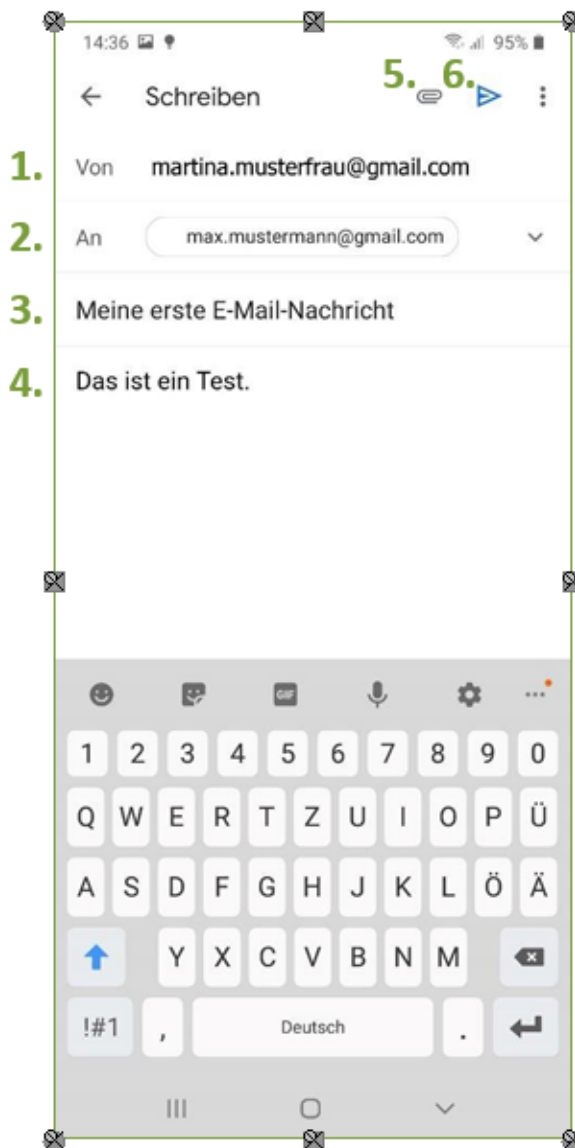 14:36 95%
5. 6.
Schreiben
1. Von martina.musterfrau@gmail.com
2. An max.mustermann@gmail.com
3. Meine erste E-Mail-Nachricht
4. Das ist ein Test.
GIF
1 2 3 4 5 6 7 8 9 0
Q W E R T Z U I O P Ü
A S D F G H J K L Ö Ä
Y X C V B N M
!#1 , Deutsch .